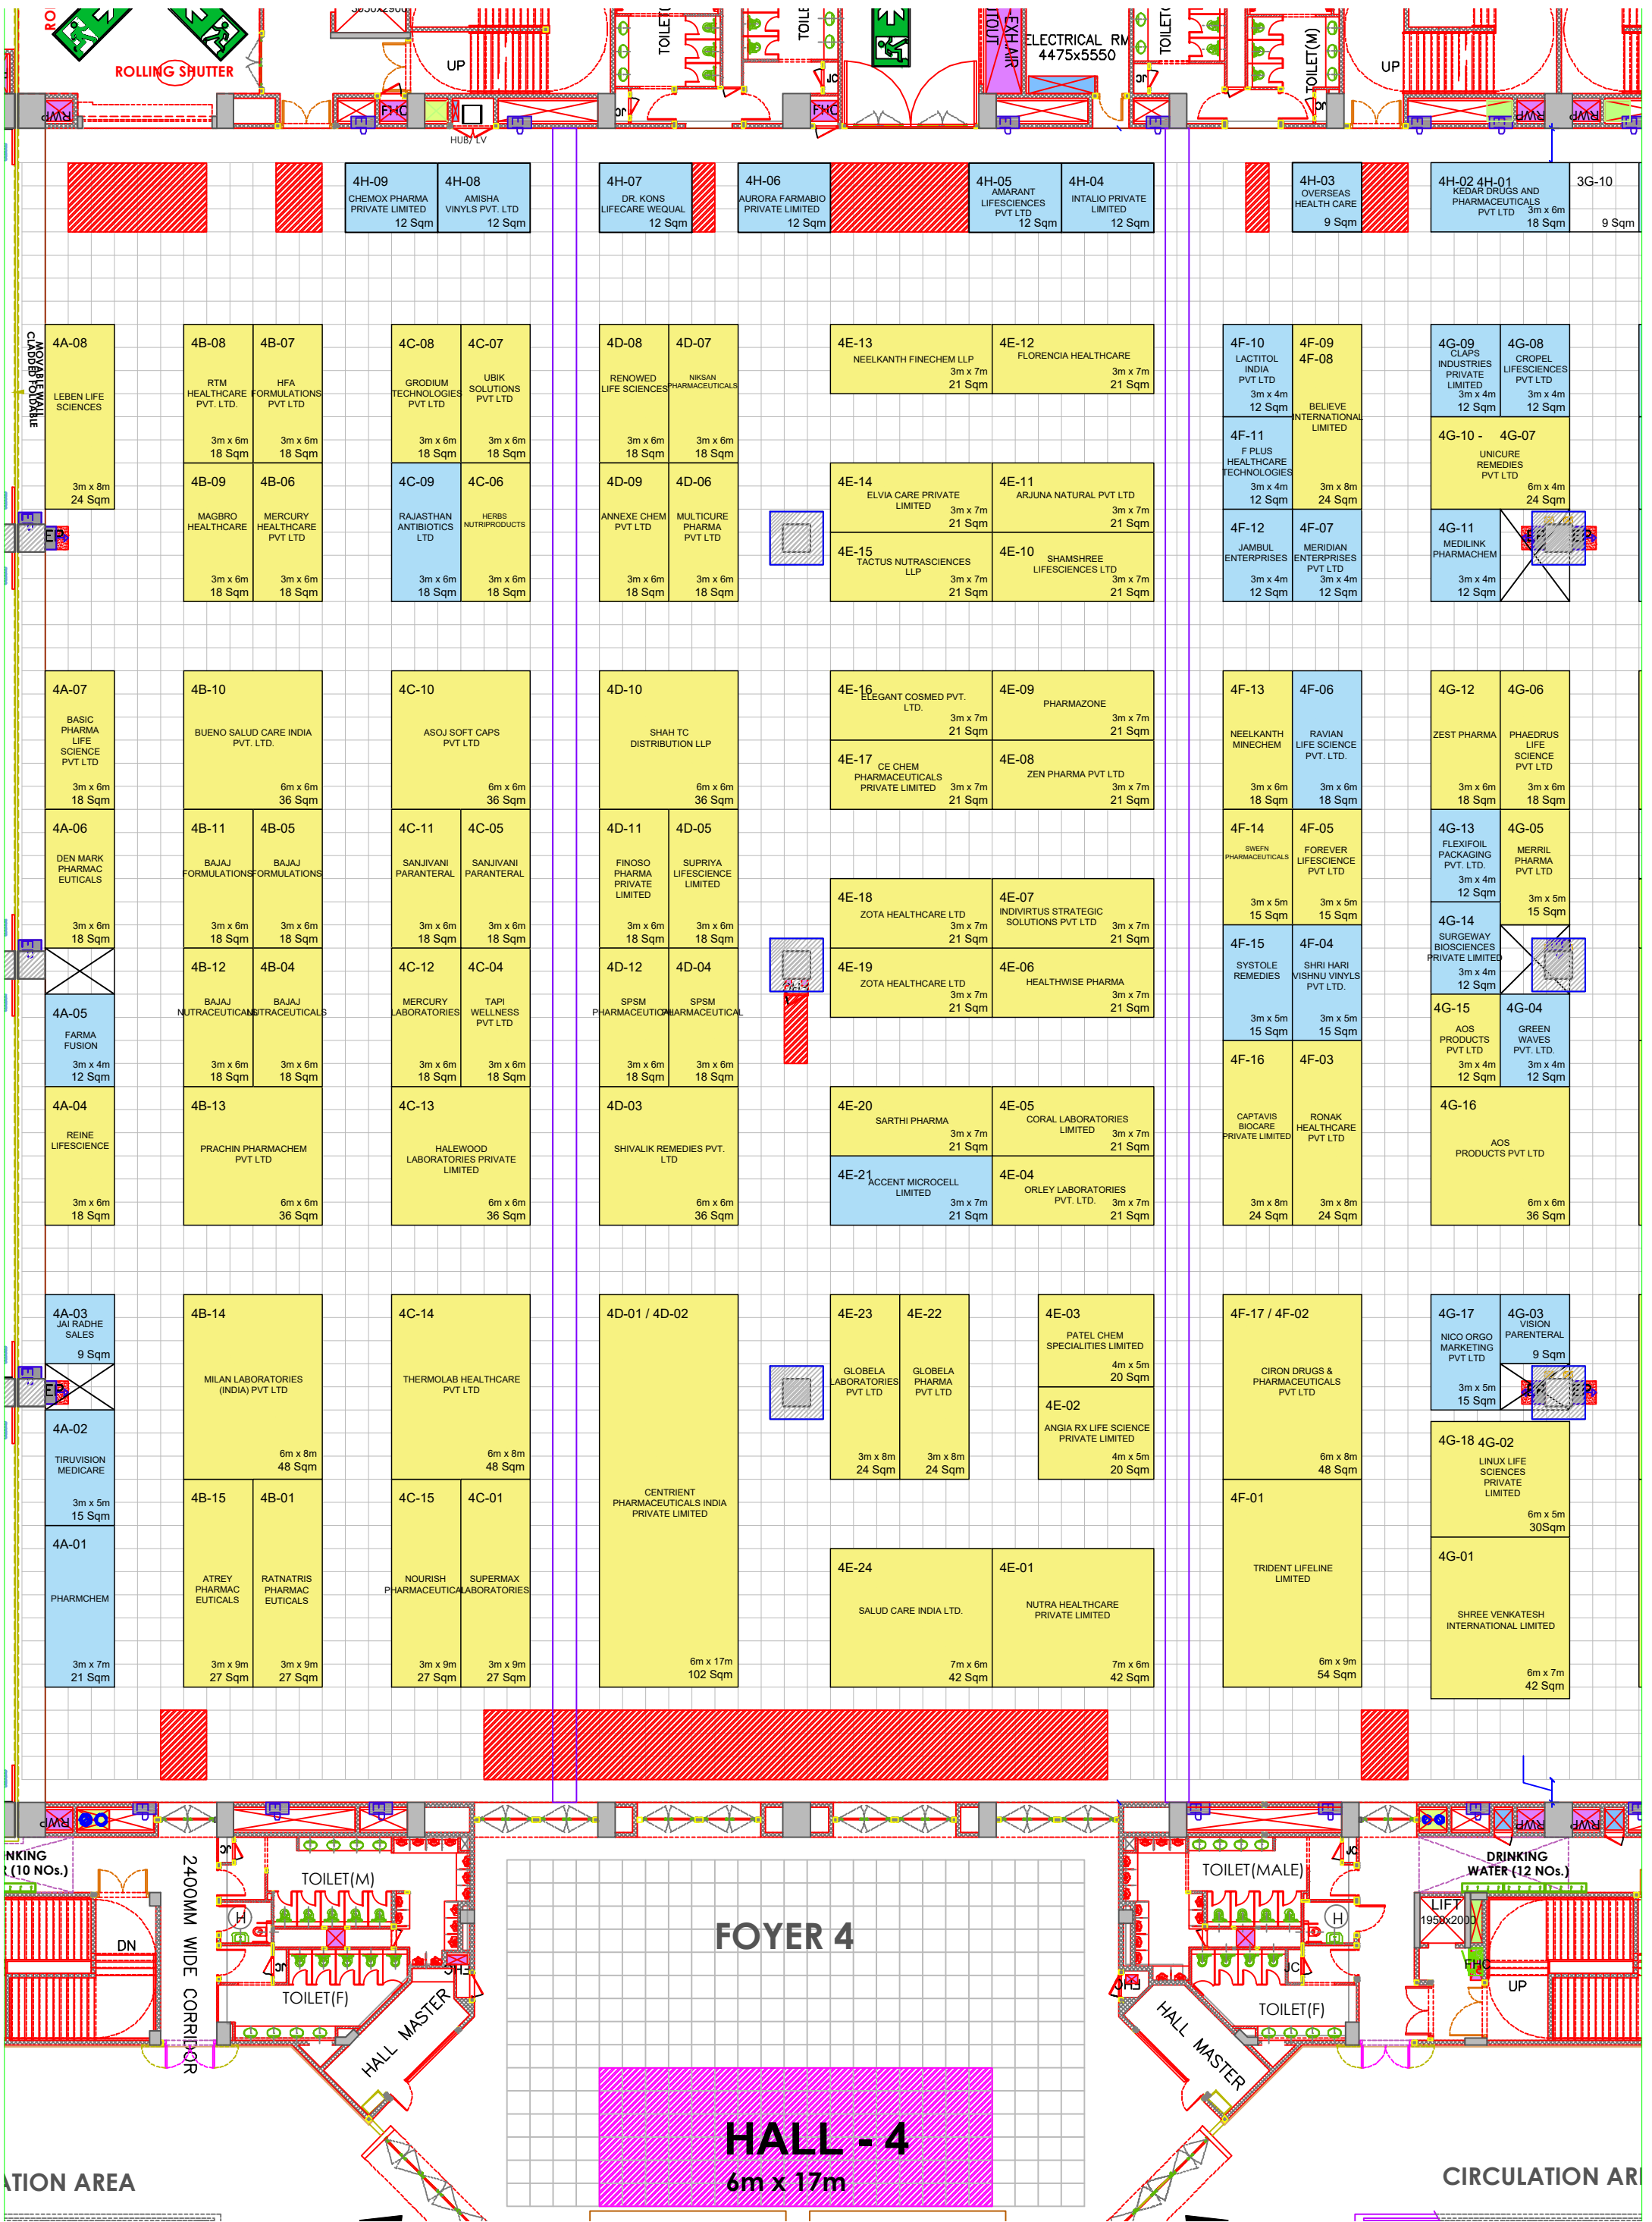 ROLLING SHUTTER
UP
TOILET(
TOILE
EXH.AIR
ELECTRICAL RM
4475x5550
TOILET(
TOILET(M)
UP
RWP
FHC
HUB/ LV
FHC
RWP
RWP
4H-09
CHEMOX PHARMA
PRIVATE LIMITED
12 Sqm
4H-08
AMISHA
VINYLS PVT. LTD
12 Sqm
4H-07
DR. KONS
LIFECARE WEQUAL
12 Sqm
4H-06
AURORA FARMABIO
PRIVATE LIMITED
12 Sqm
4H-05
AMARANT
LIFESCIENCES
PVT LTD
12 Sqm
4H-04
INTALIO PRIVATE
LIMITED
12 Sqm
4H-03
OVERSEAS
HEALTH CARE
9 Sqm
4H-02 4H-01
KEDAR DRUGS AND
PHARMACEUTICALS
PVT LTD
3m x 6m
18 Sqm
3G-10
9 Sqm
MOVABLE WALL
CLADDED FOLDABLE
4A-08
LEBEN LIFE
SCIENCES
3m x 8m
24 Sqm
4B-08
RTM
HEALTHCARE
PVT. LTD.
3m x 6m
18 Sqm
4B-07
HFA
FORMULATIONS
PVT LTD
3m x 6m
18 Sqm
4C-08
GRODIUM
TECHNOLOGIES
PVT LTD
3m x 6m
18 Sqm
4C-07
UBIK
SOLUTIONS
PVT LTD
3m x 6m
18 Sqm
4D-08
RENOWED
LIFE SCIENCES
3m x 6m
18 Sqm
4D-07
NIKSAN
PHARMACEUTICALS
3m x 6m
18 Sqm
4E-13
NEELKANTH FINECHEM LLP
3m x 7m
21 Sqm
4E-12
FLORENCIA HEALTHCARE
3m x 7m
21 Sqm
4F-10
LACTITOL
INDIA
PVT LTD
3m x 4m
12 Sqm
4F-09
4F-08
BELIEVE
INTERNATIONAL
LIMITED
3m x 8m
24 Sqm
4G-09
CLAPS
INDUSTRIES
PRIVATE
LIMITED
3m x 4m
12 Sqm
4G-08
CROPEL
LIFESCIENCES
PVT LTD
3m x 4m
12 Sqm
4F-11
F PLUS
HEALTHCARE
TECHNOLOGIES
3m x 4m
12 Sqm
4G-10 - 4G-07
UNICURE
REMEDIES
PVT LTD
6m x 4m
24 Sqm
4B-09
MAGBRO
HEALTHCARE
3m x 6m
18 Sqm
4B-06
MERCURY
HEALTHCARE
PVT LTD
3m x 6m
18 Sqm
4C-09
RAJASTHAN
ANTIBIOTICS
LTD
3m x 6m
18 Sqm
4C-06
HERBS
NUTRIPRODUCTS
3m x 6m
18 Sqm
4D-09
ANNEXE CHEM
PVT LTD
3m x 6m
18 Sqm
4D-06
MULTICURE
PHARMA
PVT LTD
3m x 6m
18 Sqm
4E-14
ELVIA CARE PRIVATE
LIMITED
3m x 7m
21 Sqm
4E-11
ARJUNA NATURAL PVT LTD
3m x 7m
21 Sqm
4E-15
TACTUS NUTRASCIENCES
LLP
3m x 7m
21 Sqm
4E-10
SHAMSHREE
LIFESCIENCES LTD
3m x 7m
21 Sqm
4F-12
JAMBUL
ENTERPRISES
3m x 4m
12 Sqm
4F-07
MERIDIAN
ENTERPRISES
PVT LTD
3m x 4m
12 Sqm
4G-11
MEDILINK
PHARMACHEM
3m x 4m
12 Sqm
4A-07
BASIC
PHARMA
LIFE
SCIENCE
PVT LTD
3m x 6m
18 Sqm
4B-10
BUENO SALUD CARE INDIA
PVT. LTD.
6m x 6m
36 Sqm
4C-10
ASOJ SOFT CAPS
PVT LTD
6m x 6m
36 Sqm
4D-10
SHAH TC
DISTRIBUTION LLP
6m x 6m
36 Sqm
4E-16
ELEGANT COSMED PVT.
LTD.
3m x 7m
21 Sqm
4E-09
PHARMAZONE
3m x 7m
21 Sqm
4E-17
CE CHEM
PHARMACEUTICALS
PRIVATE LIMITED
3m x 7m
21 Sqm
4E-08
ZEN PHARMA PVT LTD
3m x 7m
21 Sqm
4F-13
NEELKANTH
MINECHEM
3m x 6m
18 Sqm
4F-06
RAVIAN
LIFE SCIENCE
PVT. LTD.
3m x 6m
18 Sqm
4G-12
ZEST PHARMA
3m x 6m
18 Sqm
4G-06
PHAEDRUS
LIFE
SCIENCE
PVT LTD
3m x 6m
18 Sqm
4A-06
DEN MARK
PHARMAC
EUTICALS
3m x 6m
18 Sqm
4B-11
BAJAJ
FORMULATIONS
3m x 6m
18 Sqm
4B-05
BAJAJ
FORMULATIONS
3m x 6m
18 Sqm
4C-11
SANJIVANI
PARANTERAL
3m x 6m
18 Sqm
4C-05
SANJIVANI
PARANTERAL
3m x 6m
18 Sqm
4D-11
FINOSO
PHARMA
PRIVATE
LIMITED
3m x 6m
18 Sqm
4D-05
SUPRIYA
LIFESCIENCE
LIMITED
3m x 6m
18 Sqm
4E-18
ZOTA HEALTHCARE LTD
3m x 7m
21 Sqm
4E-07
INDIVIRTUS STRATEGIC
SOLUTIONS PVT LTD
3m x 7m
21 Sqm
4F-14
SWEFN
PHARMACEUTICALS
3m x 5m
15 Sqm
4F-05
FOREVER
LIFESCIENCE
PVT LTD
3m x 5m
15 Sqm
4G-13
FLEXIFOIL
PACKAGING
PVT. LTD.
3m x 4m
12 Sqm
4G-05
MERRIL
PHARMA
PVT LTD
3m x 5m
15 Sqm
4A-05
FARMA
FUSION
3m x 4m
12 Sqm
4B-12
BAJAJ
NUTRACEUTICALS
3m x 6m
18 Sqm
4B-04
BAJAJ
NUTRACEUTICALS
3m x 6m
18 Sqm
4C-12
MERCURY
LABORATORIES
3m x 6m
18 Sqm
4C-04
TAPI
WELLNESS
PVT LTD
3m x 6m
18 Sqm
4D-12
SPSM
PHARMACEUTICAL
3m x 6m
18 Sqm
4D-04
SPSM
PHARMACEUTICAL
3m x 6m
18 Sqm
4E-19
ZOTA HEALTHCARE LTD
3m x 7m
21 Sqm
4E-06
HEALTHWISE PHARMA
3m x 7m
21 Sqm
4F-15
SYSTOLE
REMEDIES
3m x 5m
15 Sqm
4F-04
SHRI HARI
VISHNU VINYLS
PVT LTD.
3m x 5m
15 Sqm
4G-14
SURGEWAY
BIOSCIENCES
PRIVATE LIMITED
3m x 4m
12 Sqm
4G-15
AOS
PRODUCTS
PVT LTD
3m x 4m
12 Sqm
4G-04
GREEN
WAVES
PVT. LTD.
3m x 4m
12 Sqm
4A-04
REINE
LIFESCIENCE
3m x 6m
18 Sqm
4B-13
PRACHIN PHARMACHEM
PVT LTD
6m x 6m
36 Sqm
4C-13
HALEWOOD
LABORATORIES PRIVATE
LIMITED
6m x 6m
36 Sqm
4D-03
SHIVALIK REMEDIES PVT.
LTD
6m x 6m
36 Sqm
4E-20
SARTHI PHARMA
3m x 7m
21 Sqm
4E-05
CORAL LABORATORIES
LIMITED
3m x 7m
21 Sqm
4E-21
ACCENT MICROCELL
LIMITED
3m x 7m
21 Sqm
4E-04
ORLEY LABORATORIES
PVT. LTD.
3m x 7m
21 Sqm
4F-16
CAPTAVIS
BIOCARE
PRIVATE LIMITED
3m x 8m
24 Sqm
4F-03
RONAK
HEALTHCARE
PVT LTD
3m x 8m
24 Sqm
4G-16
AOS
PRODUCTS PVT LTD
6m x 6m
36 Sqm
4A-03
JAI RADHE
SALES
9 Sqm
4B-14
MILAN LABORATORIES
(INDIA) PVT LTD
6m x 8m
48 Sqm
4C-14
THERMOLAB HEALTHCARE
PVT LTD
6m x 8m
48 Sqm
4D-01 / 4D-02
CENTRIENT
PHARMACEUTICALS INDIA
PRIVATE LIMITED
6m x 17m
102 Sqm
4E-23
GLOBELA
LABORATORIES
PVT LTD
3m x 8m
24 Sqm
4E-22
GLOBELA
PHARMA
PVT LTD
3m x 8m
24 Sqm
4E-03
PATEL CHEM
SPECIALITIES LIMITED
4m x 5m
20 Sqm
4E-02
ANGIA RX LIFE SCIENCE
PRIVATE LIMITED
4m x 5m
20 Sqm
4F-17 / 4F-02
CIRON DRUGS &
PHARMACEUTICALS
PVT LTD
6m x 8m
48 Sqm
4G-17
NICO ORGO
MARKETING
PVT LTD
3m x 5m
15 Sqm
4G-03
VISION
PARENTERAL
9 Sqm
4A-02
TIRUVISION
MEDICARE
3m x 5m
15 Sqm
4G-18 4G-02
LINUX LIFE
SCIENCES
PRIVATE
LIMITED
6m x 5m
30Sqm
4A-01
PHARMCHEM
3m x 7m
21 Sqm
4B-15
ATREY
PHARMAC
EUTICALS
3m x 9m
27 Sqm
4B-01
RATNATRIS
PHARMAC
EUTICALS
3m x 9m
27 Sqm
4C-15
NOURISH
PHARMACEUTICAL
3m x 9m
27 Sqm
4C-01
SUPERMAX
LABORATORIES
3m x 9m
27 Sqm
4E-24
SALUD CARE INDIA LTD.
7m x 6m
42 Sqm
4E-01
NUTRA HEALTHCARE
PRIVATE LIMITED
7m x 6m
42 Sqm
4F-01
TRIDENT LIFELINE
LIMITED
6m x 9m
54 Sqm
4G-01
SHREE VENKATESH
INTERNATIONAL LIMITED
6m x 7m
42 Sqm
RWP
RWP
RWP
NKING
(10 NOs.)
2400MM WIDE CORRIDOR
TOILET(M)
H
DN
TOILET(F)
HALL MASTER
FHC
FOYER 4
TOILET(MALE)
H
JC
TOILET(F)
FHC
HALL MASTER
DRINKING
WATER (12 NOs.)
LIFT
1950x2000
FHC
UP
HALL - 4
6m x 17m
ATION AREA
CIRCULATION AR